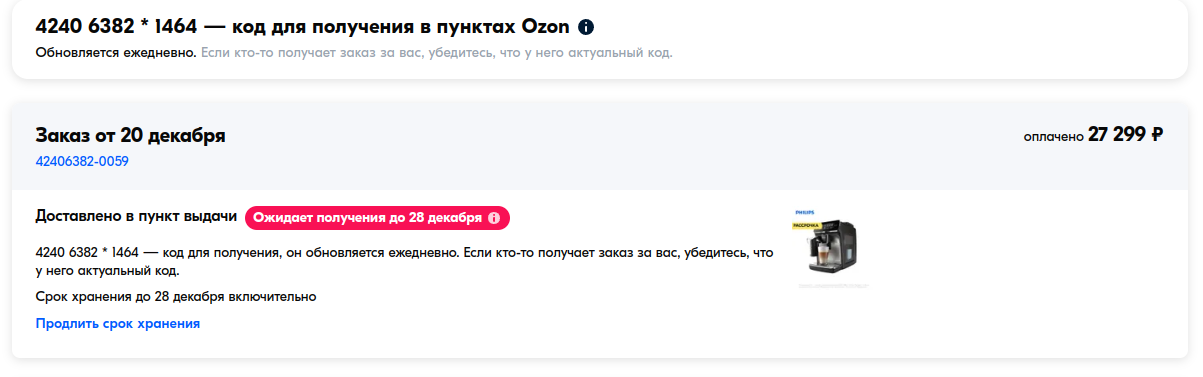 4240 6382 * 1464 — код для получения в пунктах Ozon
Обновляется ежедневно. Если кто-то получает заказ за вас, убедитесь, что у него актуальный код.
Заказ от 20 декабря
оплачено 27 299 ₽
42406382-0059
Доставлено в пункт выдачи
Ожидает получения до 28 декабря
PHILIPS
РАССРОЧКА
4240 6382 * 1464 — код для получения, он обновляется ежедневно. Если кто-то получает заказ за вас, убедитесь, что
у него актуальный код.
Срок хранения до 28 декабря включительно
Продлить срок хранения